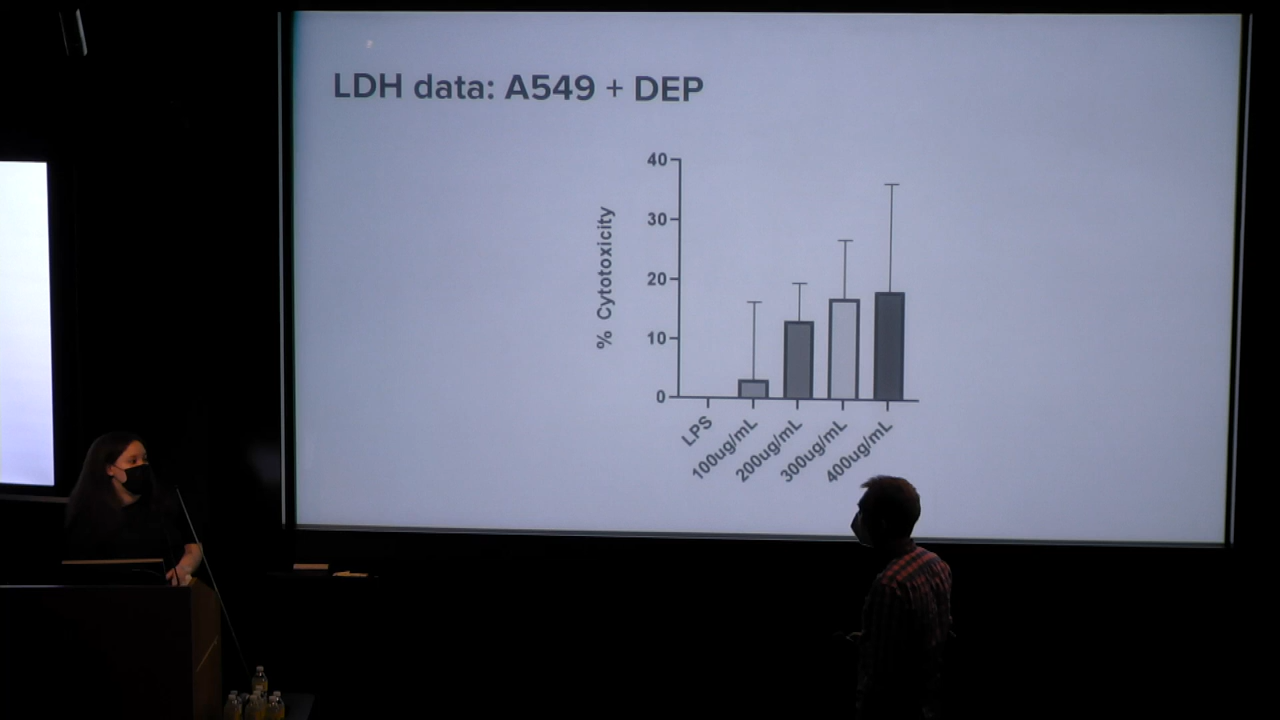 LDH data: A549 + DEP
% Cytotoxicity
40
30
20
10
0
LPS
100ug/mL
200ug/mL
300ug/mL
400ug/mL